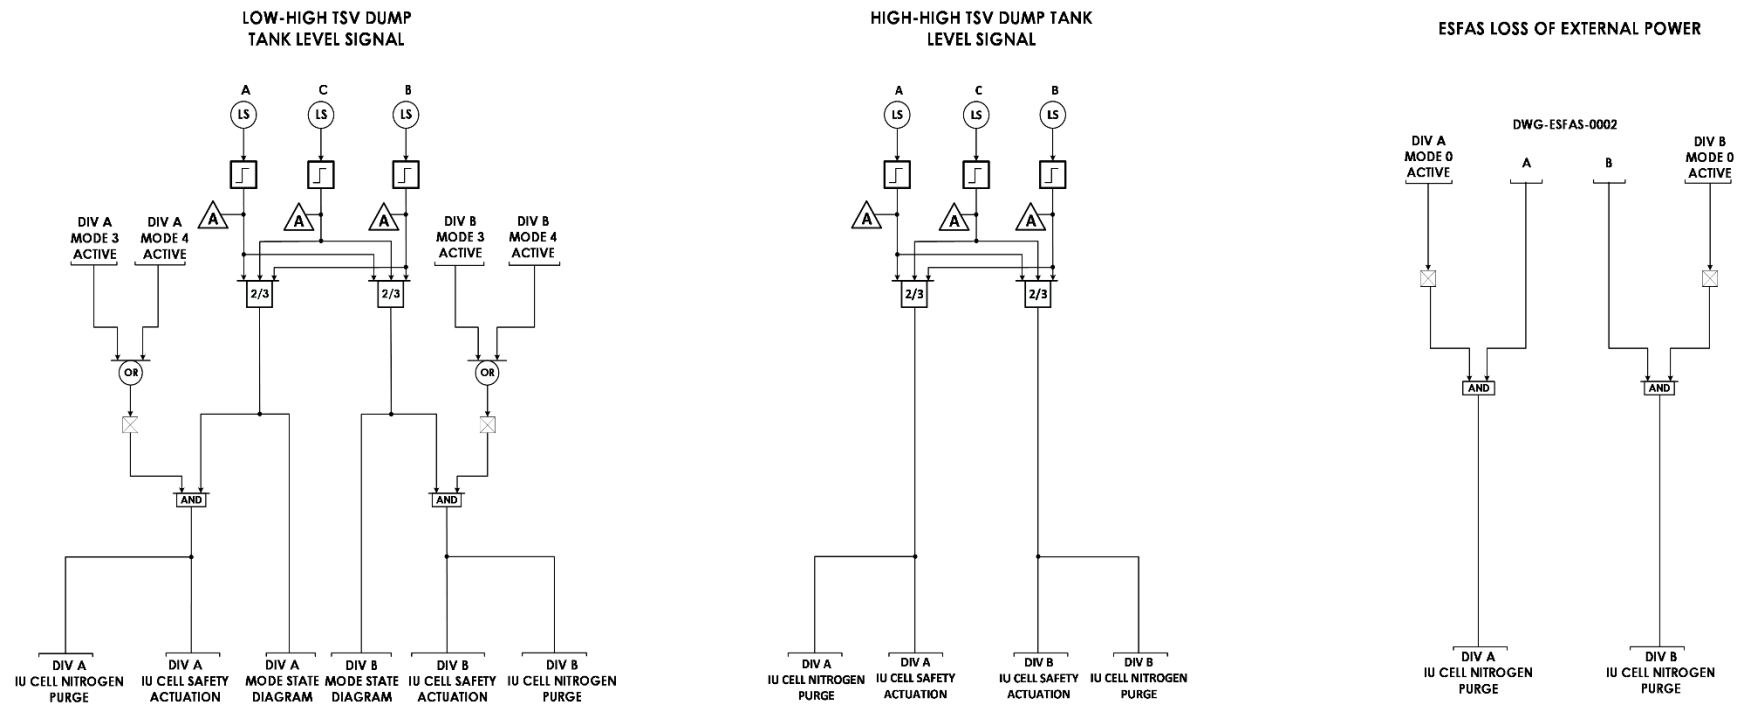 LOW-HIGH TSV DUMP
TANK LEVEL SIGNAL
A
C
B
LS
LS
LS
A
A
A
DIV A
MODE 3
ACTIVE
DIV A
MODE 4
ACTIVE
DIV B
MODE 3
ACTIVE
DIV B
MODE 4
ACTIVE
2/3
2/3
OR
OR
AND
AND
DIV A
IU CELL NITROGEN
PURGE
DIV A
IU CELL SAFETY
ACTUATION
DIV A
MODE STATE
DIAGRAM
DIV B
MODE STATE
DIAGRAM
DIV B
IU CELL SAFETY
ACTUATION
DIV B
IU CELL NITROGEN
PURGE
HIGH-HIGH TSV DUMP TANK
LEVEL SIGNAL
A
C
B
LS
LS
LS
A
A
A
2/3
2/3
DIV A
IU CELL NITROGEN
PURGE
DIV A
IU CELL SAFETY
ACTUATION
DIV B
IU CELL SAFETY
ACTUATION
DIV B
IU CELL NITROGEN
PURGE
ESFAS LOSS OF EXTERNAL POWER
DWG-ESFAS-0002
DIV A
MODE 0
ACTIVE
A
B
DIV B
MODE 0
ACTIVE
AND
AND
DIV A
IU CELL NITROGEN
PURGE
DIV B
IU CELL NITROGEN
PURGE